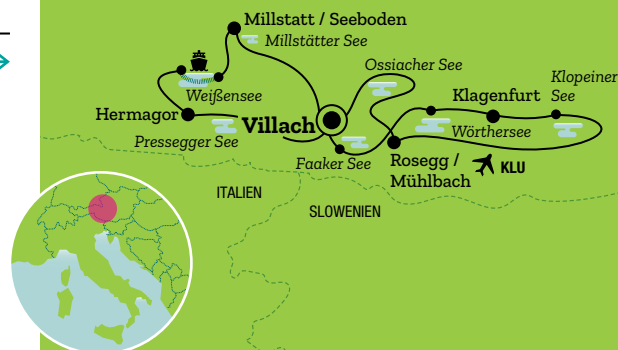 Millstatt / Seeboden
Millstätter See
Ossiacher See
Klopeiner
See
Weißensee
Klagenfurt
Hermagor
Villach
Wörthersee
Pressegger See
Faaker See
Rosegg /
Mühlbach
KLU
ITALIEN
SLOWENIEN